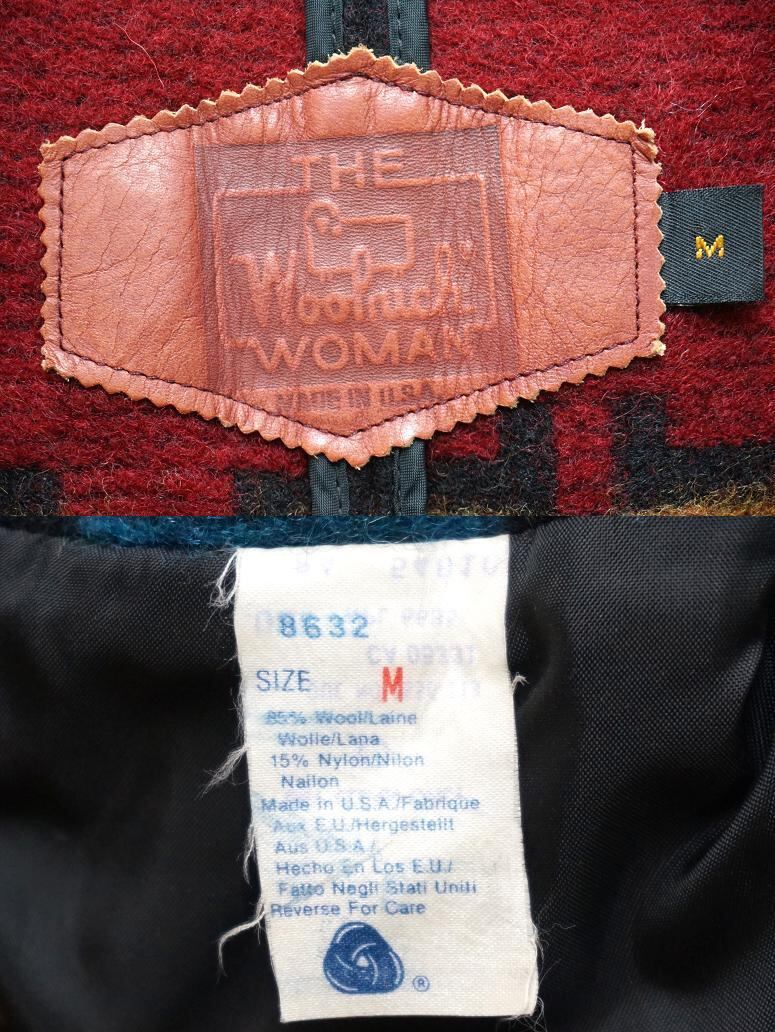 THE
Woolrich
WOMAN
MADE IN U.S.A.
M
8632
SIZE M
85% Wool/Laine
Wolle/Lana
15% Nylon/Nilon
Nailon
Made in U.S.A./Fabrique
Aux E.U./Hergestellt
Aus U.S.A./
Hecho En Los E.U./
Fatto Negli Stati Uniti
Reverse For Care
®